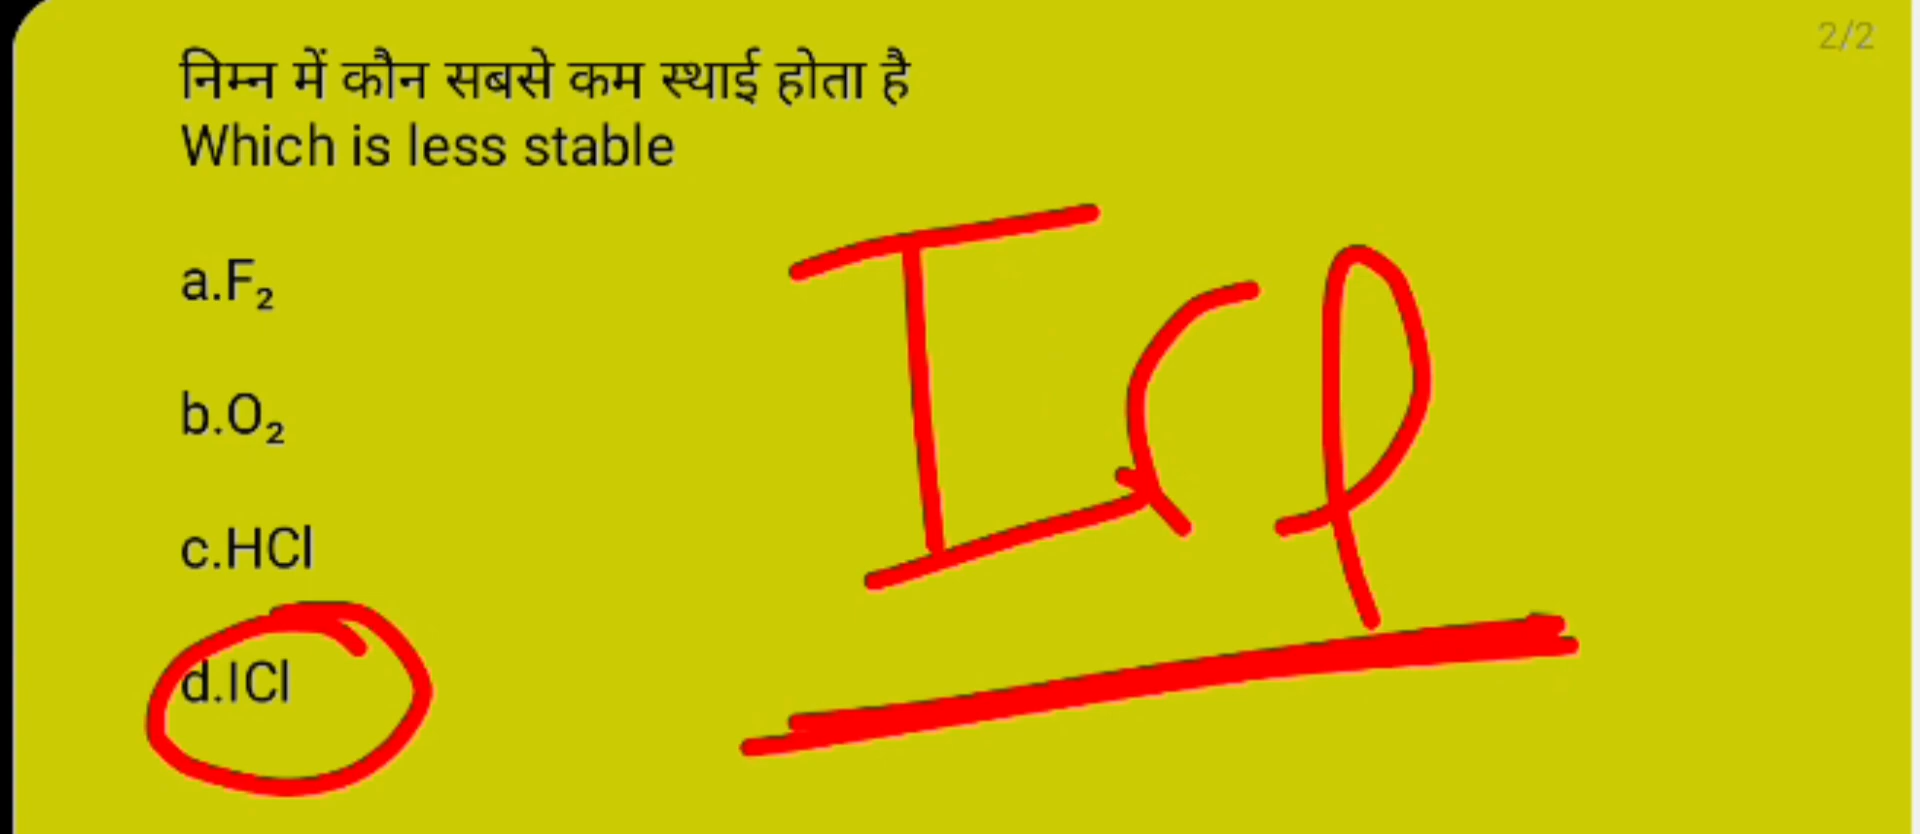 2/2
निम्न में कौन सबसे कम स्थाई होता है
Which is less stable
a.F₂
b.O₂
c.HCl
d.ICl
ICl